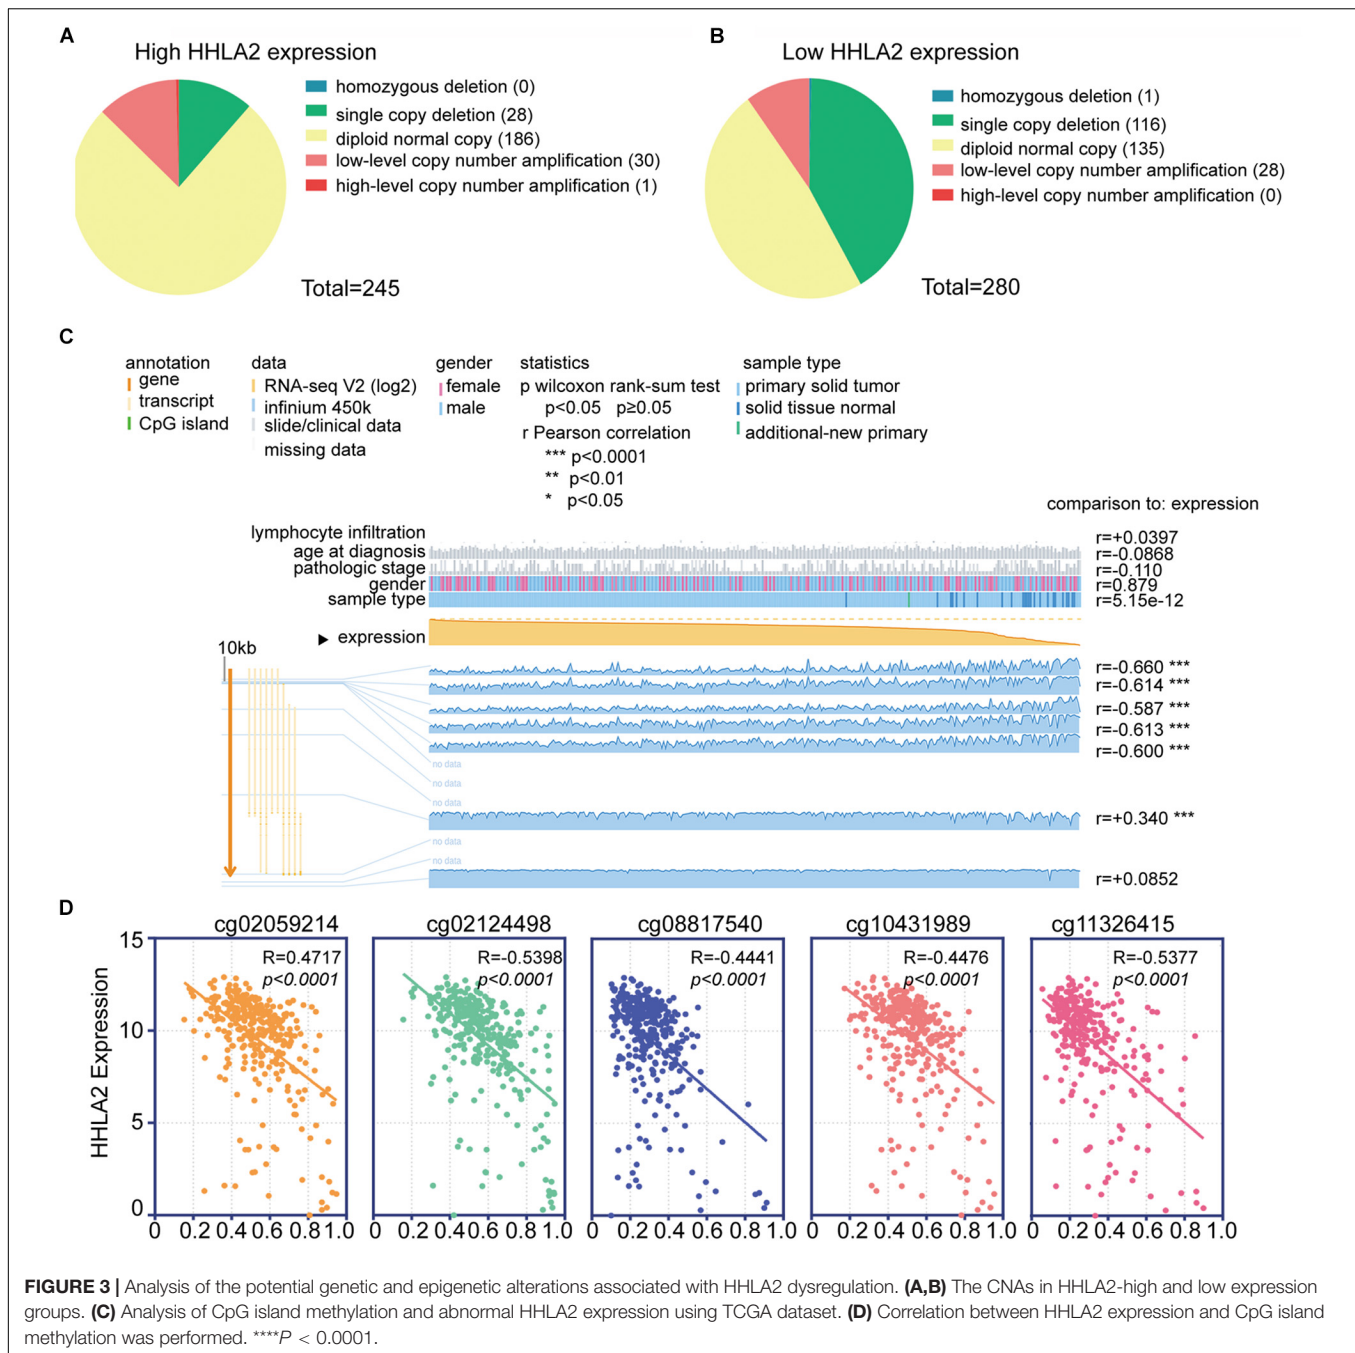 A
High HHLA2 expression
homozygous deletion (0)
single copy deletion (28)
diploid normal copy (186)
low-level copy number amplification (30)
high-level copy number amplification (1)
Total=245
B
Low HHLA2 expression
homozygous deletion (1)
single copy deletion (116)
diploid normal copy (135)
low-level copy number amplification (28)
high-level copy number amplification (0)
Total=280
C
annotation
gene
transcript
CpG island
data
RNA-seq V2 (log2)
infinium 450k
slide/clinical data
missing data
gender
female
male
statistics
p wilcoxon rank-sum test
p<0.05 p≥0.05
r Pearson correlation
*** p<0.0001
** p<0.01
* p<0.05
sample type
primary solid tumor
solid tissue normal
additional-new primary
comparison to: expression
lymphocyte infiltration r=+0.0397
age at diagnosis r=-0.0868
pathologic stage r=-0.110
gender r=0.879
sample type r=5.15e-12
expression
10kb
r=-0.660 ***
r=-0.614 ***
r=-0.587 ***
r=-0.613 ***
r=-0.600 ***
no data
no data
no data
r=+0.340 ***
no data
no data
r=+0.0852
D
HHLA2 Expression
15
10
5
0
cg02059214
R=0.4717
p<0.0001
0 0.2 0.4 0.6 0.8 1.0
cg02124498
R=-0.5398
p<0.0001
0 0.2 0.4 0.6 0.8 1.0
cg08817540
R=-0.4441
p<0.0001
0 0.2 0.4 0.6 0.8 1.0
cg10431989
R=-0.4476
p<0.0001
0 0.2 0.4 0.6 0.8 1.0
cg11326415
R=-0.5377
p<0.0001
0 0.2 0.4 0.6 0.8 1.0
FIGURE 3 | Analysis of the potential genetic and epigenetic alterations associated with HHLA2 dysregulation. (A,B) The CNAs in HHLA2-high and low expression
groups. (C) Analysis of CpG island methylation and abnormal HHLA2 expression using TCGA dataset. (D) Correlation between HHLA2 expression and CpG island
methylation was performed. ****P < 0.0001.